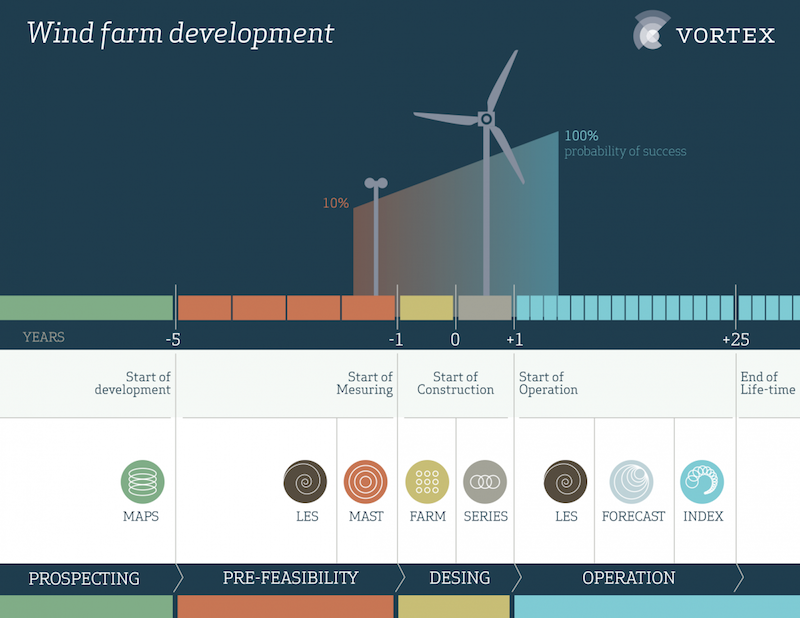 Wind farm development
VORTEX
100%
probability of success
10%
YEARS
-5
-1
0
+1
+25
Start of
development
Start of
Mesuring
Start of
Construction
Start of
Operation
End of
Life-time
MAPS
LES
MAST
FARM
SERIES
LES
FORECAST
INDEX
PROSPECTING
PRE-FEASIBILITY
DESING
OPERATION